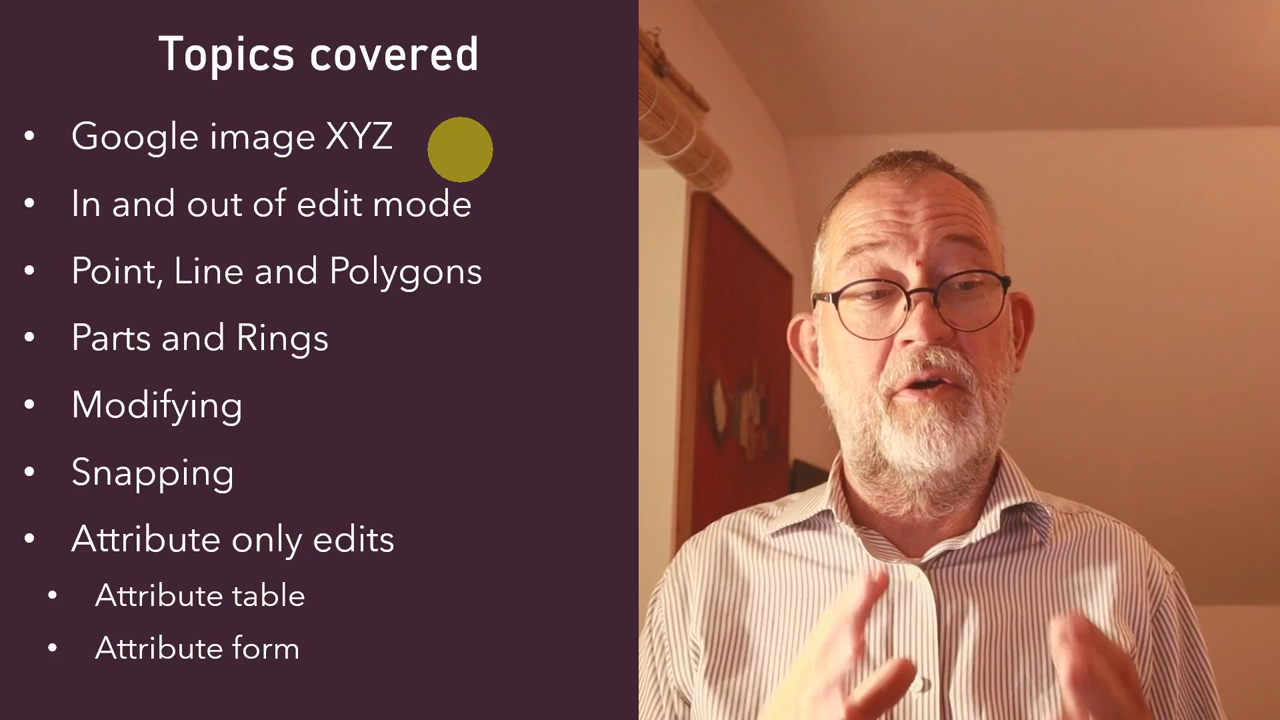 Topics covered
• Google image XYZ
• In and out of edit mode
• Point, Line and Polygons
• Parts and Rings
• Modifying
• Snapping
• Attribute only edits
• Attribute table
• Attribute form